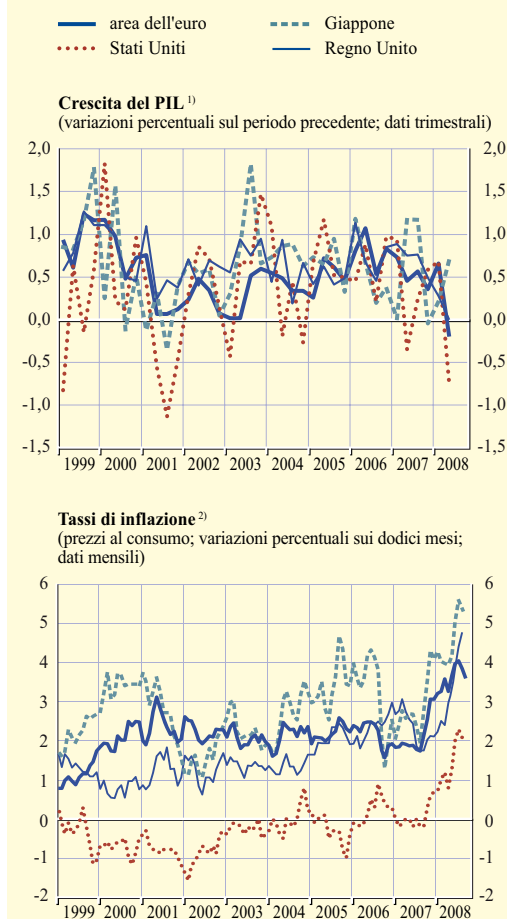 area dell'euro Giappone
Stati Uniti Regno Unito
Crescita del PIL 1)
(variazioni percentuali sul periodo precedente; dati trimestrali)
2,0 2,0
1,5 1,5
1,0 1,0
0,5 0,5
0,0 0,0
-0,5 -0,5
-1,0 -1,0
-1,5 -1,5
1999 2000 2001 2002 2003 2004 2005 2006 2007 2008
Tassi di inflazione 2)
(prezzi al consumo; variazioni percentuali sui dodici mesi;
dati mensili)
6 6
5 5
4 4
3 3
2 2
1 1
0 0
-1 -1
-2 -2
1999 2000 2001 2002 2003 2004 2005 2006 2007 2008